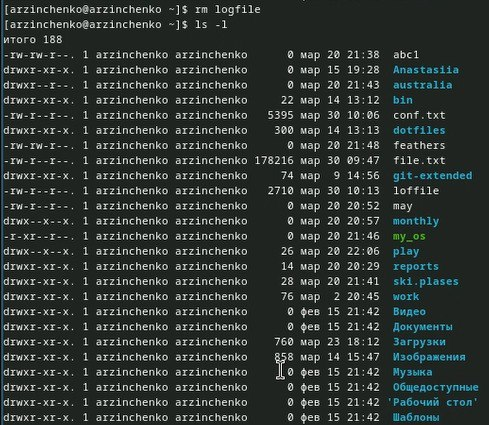 [arzinchenko@arzinchenko ~]$ rm logfile
[arzinchenko@arzinchenko ~]$ ls -l
итого 188
-rw-rw-r--. 1 arzinchenko arzinchenko 0 мар 20 21:38 abc1
drwxr-xr-x. 1 arzinchenko arzinchenko 0 мар 15 19:28 Anastasiia
drwxr--r--. 1 arzinchenko arzinchenko 0 мар 20 21:43 australia
drwxr-xr-x. 1 arzinchenko arzinchenko 22 мар 14 13:12 bin
-rw-r--r--. 1 arzinchenko arzinchenko 5395 мар 30 10:06 conf.txt
drwxr-xr-x. 1 arzinchenko arzinchenko 300 мар 14 13:13 dotfiles
-rw-rw-r--. 1 arzinchenko arzinchenko 0 мар 20 21:48 feathers
-rw-r--r--. 1 arzinchenko arzinchenko 178216 мар 30 09:47 file.txt
drwxr-xr-x. 1 arzinchenko arzinchenko 74 мар 9 14:56 git-extended
-rw-r--r--. 1 arzinchenko arzinchenko 2710 мар 30 10:13 loffile
-rw-r--r--. 1 arzinchenko arzinchenko 0 мар 20 20:52 may
drwx--x--x. 1 arzinchenko arzinchenko 0 мар 20 20:57 monthly
-r-xr--r--. 1 arzinchenko arzinchenko 0 мар 20 21:46 my_os
drwx--x--x. 1 arzinchenko arzinchenko 26 мар 20 22:06 play
drwxr-xr-x. 1 arzinchenko arzinchenko 14 мар 20 20:29 reports
drwxr-xr-x. 1 arzinchenko arzinchenko 28 мар 20 21:41 ski.plases
drwxr-xr-x. 1 arzinchenko arzinchenko 76 мар 2 20:45 work
drwxr-xr-x. 1 arzinchenko arzinchenko 0 фев 15 21:42 Видео
drwxr-xr-x. 1 arzinchenko arzinchenko 0 фев 15 21:42 Документы
drwxr-xr-x. 1 arzinchenko arzinchenko 760 мар 23 18:12 Загрузки
drwxr-xr-x. 1 arzinchenko arzinchenko 858 мар 14 15:47 Изображения
drwxr-xr-x. 1 arzinchenko arzinchenko 0 фев 15 21:42 Музыка
drwxr-xr-x. 1 arzinchenko arzinchenko 0 фев 15 21:42 Общедоступные
drwxr-xr-x. 1 arzinchenko arzinchenko 0 фев 15 21:42 'Рабочий стол'
drwxr-xr-x. 1 arzinchenko arzinchenko 0 фев 15 21:42 Шаблоны